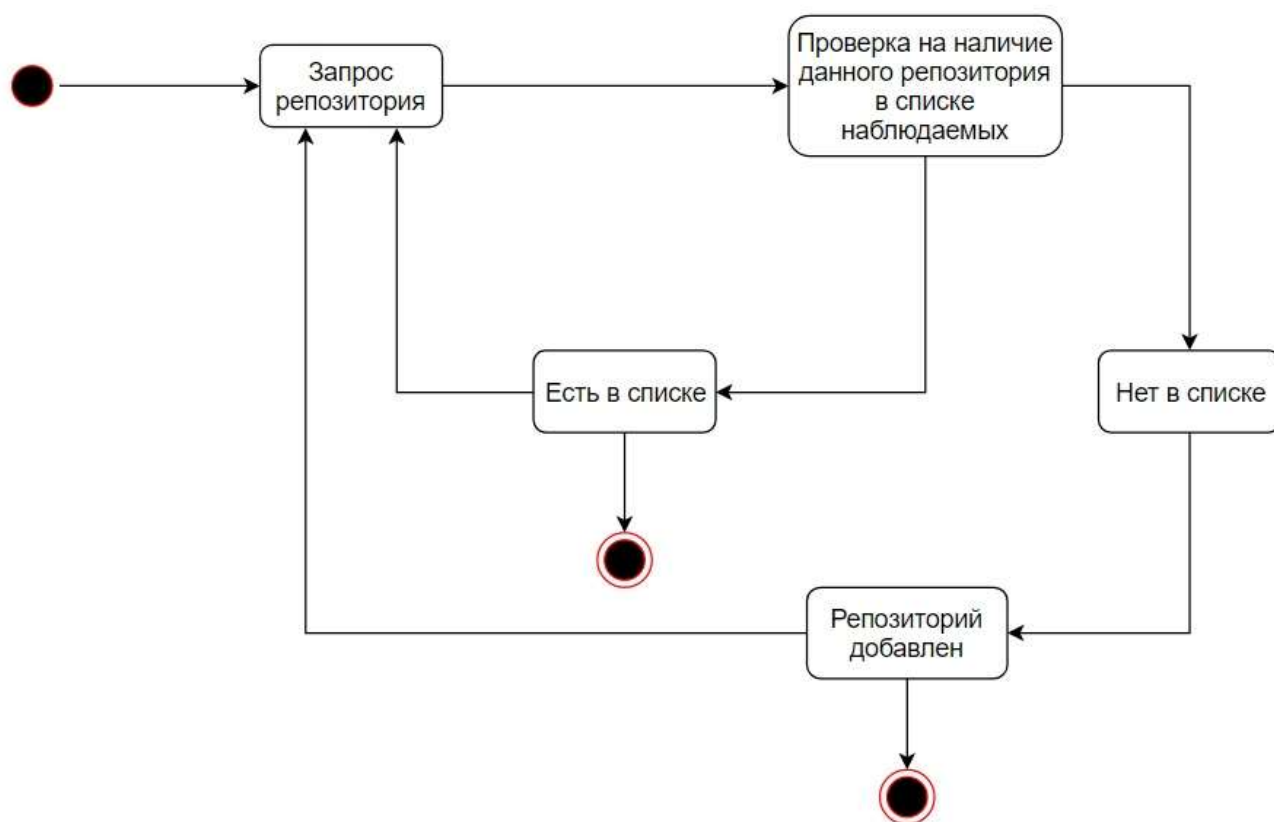 Запрос
репозитория
Проверка на наличие
данного репозитория
в списке
наблюдаемых
Есть в списке
Нет в списке
Репозиторий
добавлен